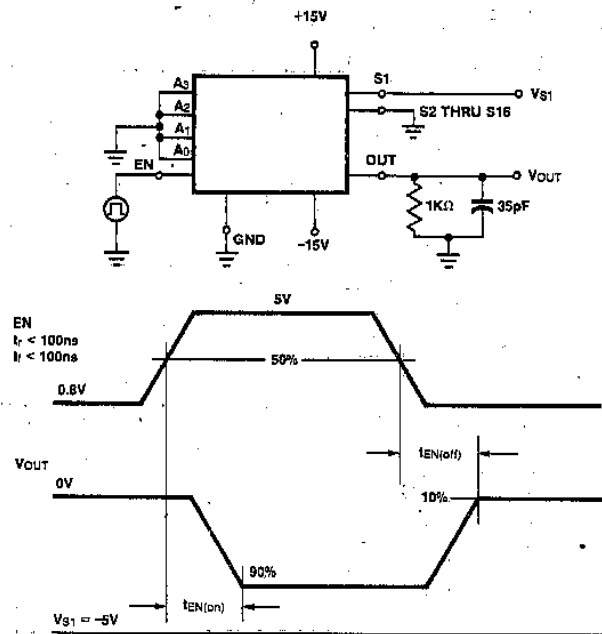 +15V
A3
A2
A1
A0
EN
S1
VS1
S2 THRU S16
OUT
VOUT
1KΩ
35pF
GND
–15V
5V
EN
tr < 100ns
tf < 100ns
50%
0.8V
VOUT
0V
tEN(off)
10%
90%
tEN(on)
VS1 = –5V